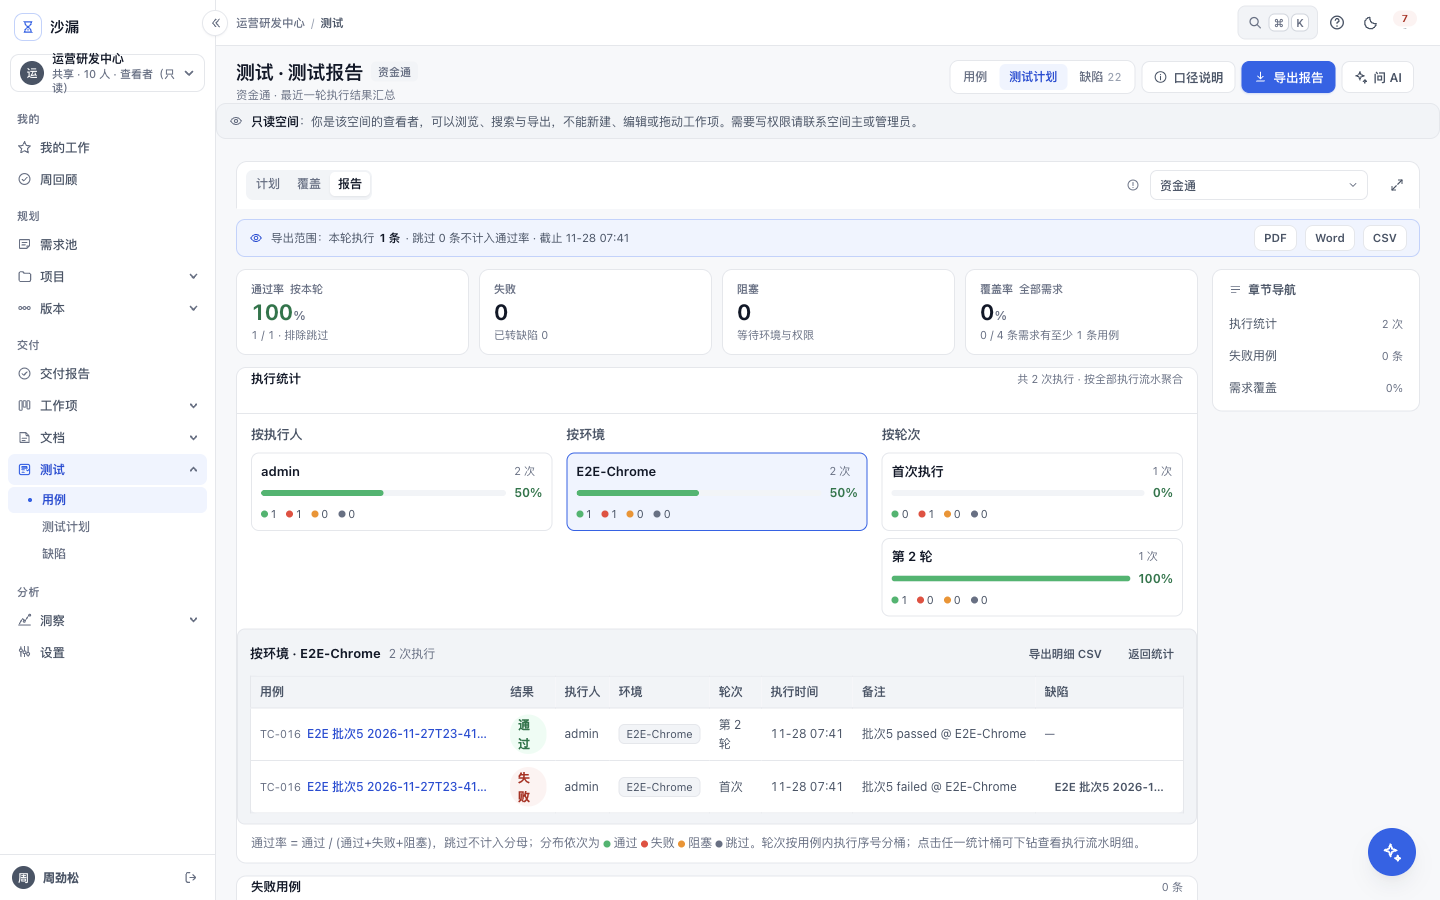 沙漏
运营研发中心 / 测试
⌘ K
7
运
运营研发中心
共享 · 10 人 · 查看者（只读）
我的
我的工作
周回顾
规划
需求池
项目
版本
交付
交付报告
工作项
文档
测试
用例
测试计划
缺陷
分析
洞察
设置
周 周劲松
测试 · 测试报告 资金通
资金通 · 最近一轮执行结果汇总
用例 测试计划 缺陷 22
口径说明
导出报告
问 AI
只读空间：你是该空间的查看者，可以浏览、搜索与导出，不能新建、编辑或拖动工作项。需要写权限请联系空间主或管理员。
计划 覆盖 报告
资金通
导出范围：本轮执行 1 条 · 跳过 0 条不计入通过率 · 截止 11-28 07:41
PDF Word CSV
通过率 按本轮
100%
1 / 1 · 排除跳过
失败
0
已转缺陷 0
阻塞
0
等待环境与权限
覆盖率 全部需求
0%
0 / 4 条需求有至少 1 条用例
章节导航
执行统计 2 次
失败用例 0 条
需求覆盖 0%
执行统计 共 2 次执行 · 按全部执行流水聚合
按执行人
admin 2 次
50%
1 1 0 0
按环境
E2E-Chrome 2 次
50%
1 1 0 0
按轮次
首次执行 1 次
0%
0 1 0 0
第 2 轮 1 次
100%
1 0 0 0
按环境 · E2E-Chrome 2 次执行 导出明细 CSV 返回统计
用例 结果 执行人 环境 轮次 执行时间 备注 缺陷
TC-016 E2E 批次5 2026-11-27T23-41... 通过 admin E2E-Chrome 第 2 轮 11-28 07:41 批次5 passed @ E2E-Chrome —
TC-016 E2E 批次5 2026-11-27T23-41... 失败 admin E2E-Chrome 首次 11-28 07:41 批次5 failed @ E2E-Chrome E2E 批次5 2026-1...
通过率 = 通过 / (通过+失败+阻塞)，跳过不计入分母；分布依次为 通过 失败 阻塞 跳过。轮次按用例内执行序号分桶；点击任一统计桶可下钻查看执行流水明细。
失败用例 0 条